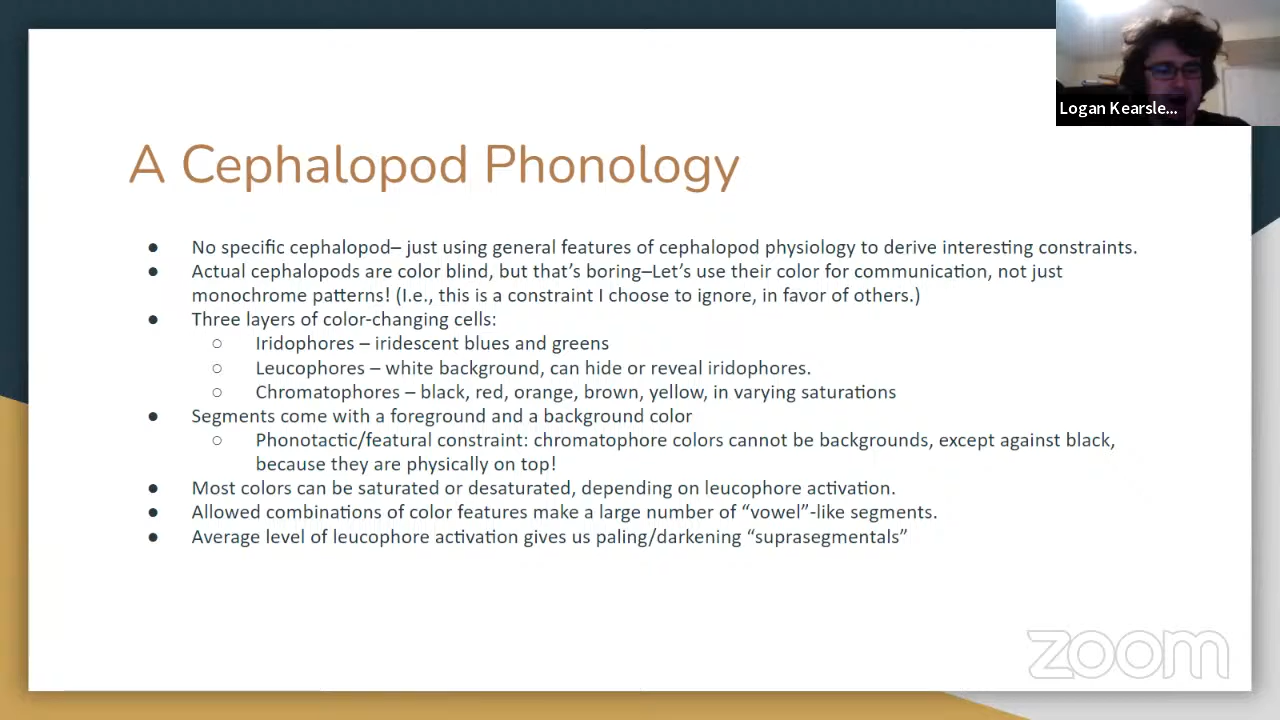 Logan Kearsle...
A Cephalopod Phonology
● No specific cephalopod– just using general features of cephalopod physiology to derive interesting constraints.
● Actual cephalopods are color blind, but that’s boring–Let’s use their color for communication, not just
monochrome patterns! (I.e., this is a constraint I choose to ignore, in favor of others.)
● Three layers of color-changing cells:
○ Iridophores – iridescent blues and greens
○ Leucophores – white background, can hide or reveal iridophores.
○ Chromatophores – black, red, orange, brown, yellow, in varying saturations
● Segments come with a foreground and a background color
○ Phonotactic/featural constraint: chromatophore colors cannot be backgrounds, except against black,
because they are physically on top!
● Most colors can be saturated or desaturated, depending on leucophore activation.
● Allowed combinations of color features make a large number of “vowel”-like segments.
● Average level of leucophore activation gives us paling/darkening “suprasegmentals”
zoom